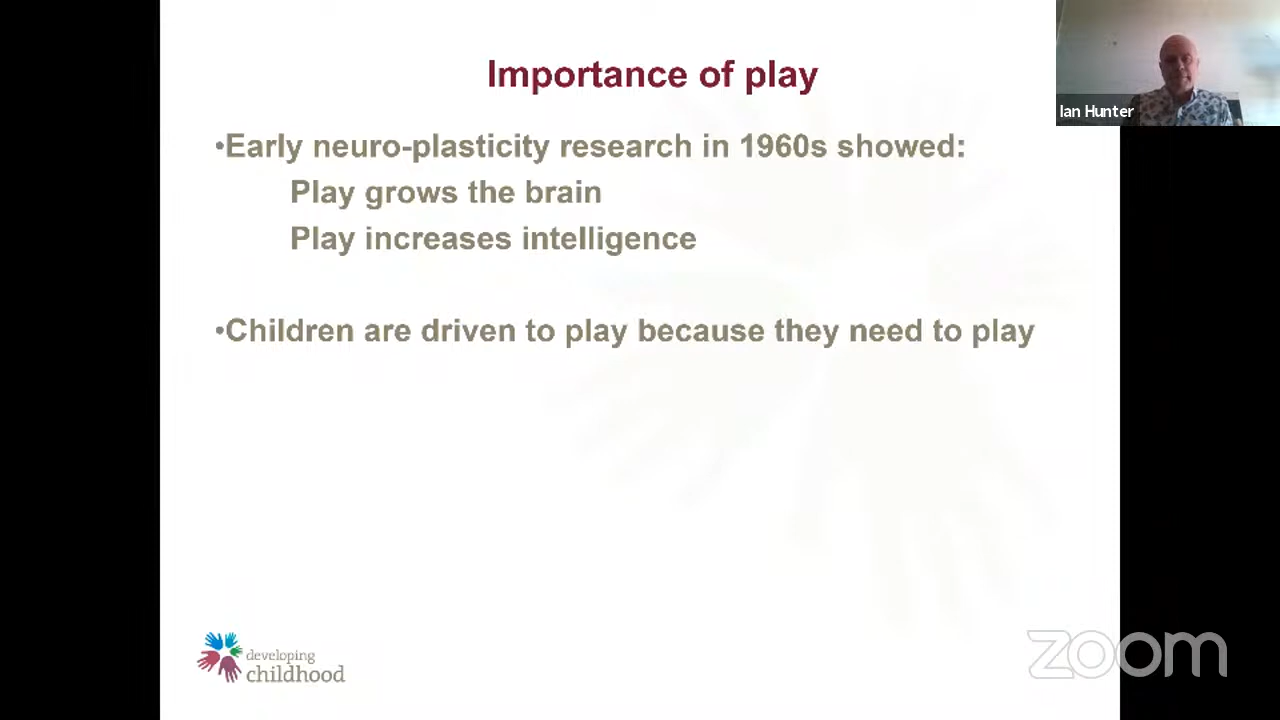 Importance of play
Ian Hunter
•Early neuro-plasticity research in 1960s showed:
Play grows the brain
Play increases intelligence
•Children are driven to play because they need to play
developing
childhood
zoom